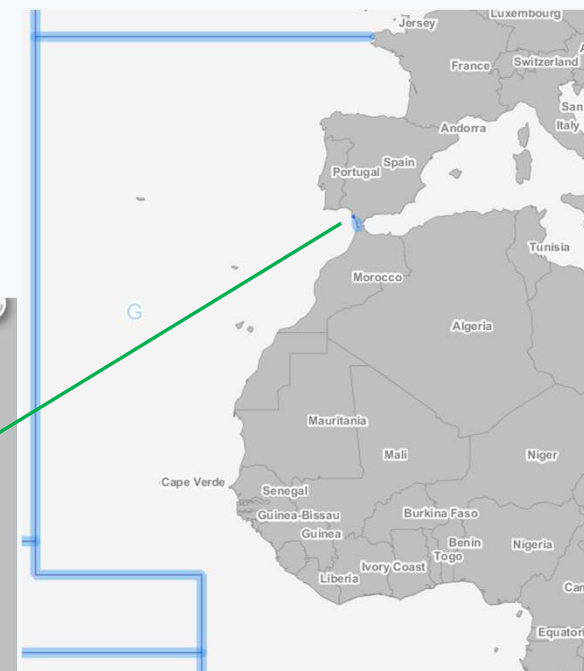 Jersey
Luxembourg
France
Switzerland
Andorra
Italy
Portugal
Spain
Tunisia
Morocco
G
Algeria
Mauritania
Mali
Niger
Cape Verde
Senegal
Guinea-Bissau
Burkina Faso
Guinea
Benin
Nigeria
Togo
Ivory Coast
Liberia